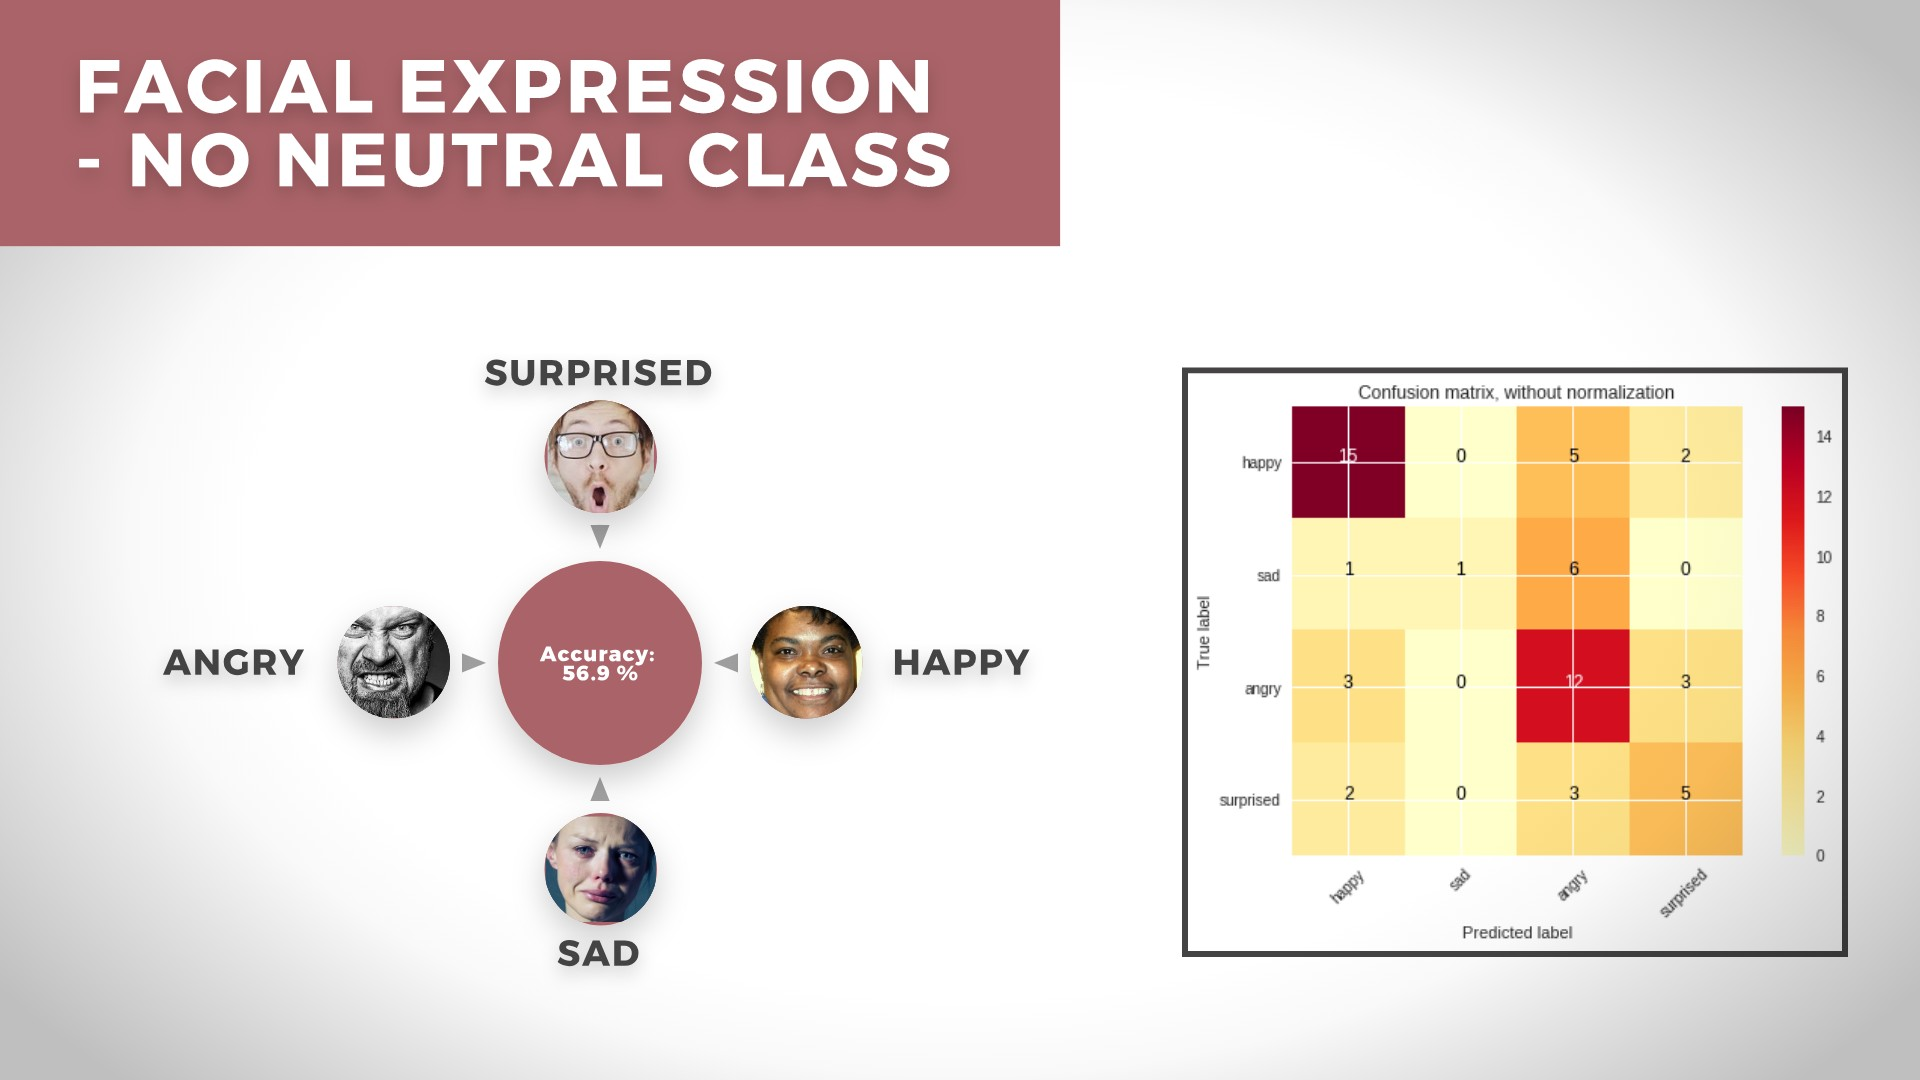 FACIAL EXPRESSION
- NO NEUTRAL CLASS
SURPRISED
ANGRY
Accuracy:
56.9 %
HAPPY
SAD
Confusion matrix, without normalization
True label
happy 15 0 5 2
sad 1 1 6 0
angry 3 0 12 3
surprised 2 0 3 5
happy sad angry surprised
Predicted label
14
12
10
8
6
4
2
0